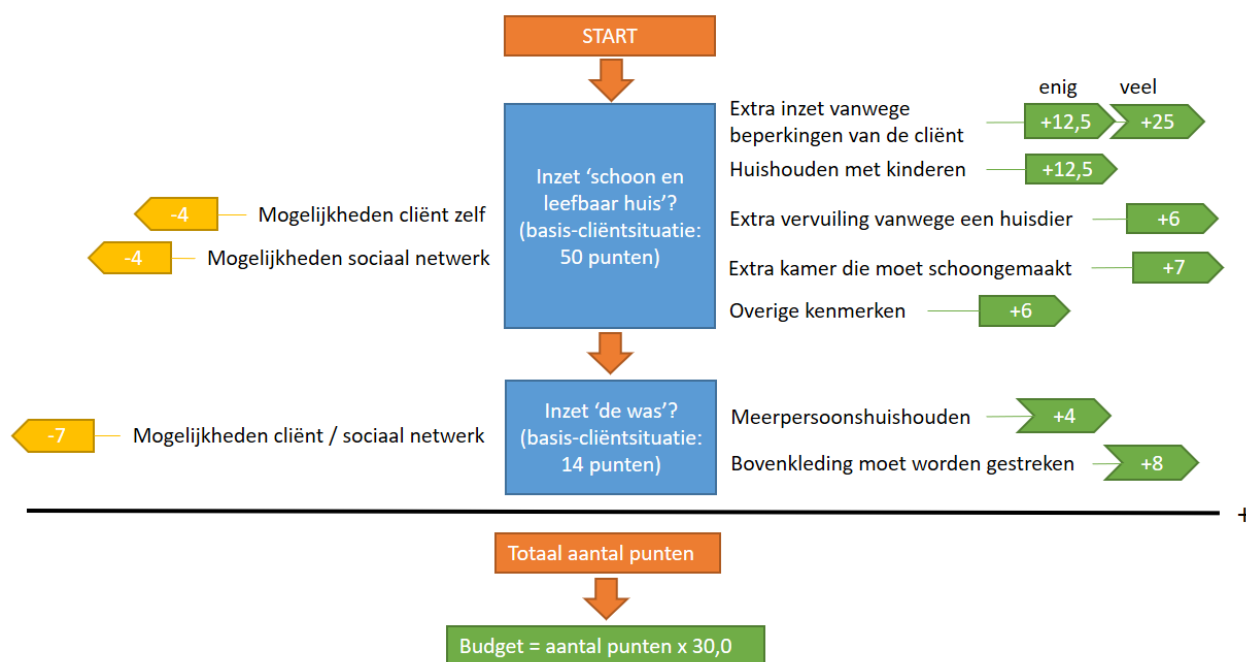 START
enig veel
Extra inzet vanwege
beperkingen van de cliënt
+12,5 +25
Huishouden met kinderen +12,5
Inzet ‘schoon en
leefbaar huis’?
(basis-cliëntsituatie:
50 punten)
-4 Mogelijkheden cliënt zelf
-4 Mogelijkheden sociaal netwerk
Extra vervuiling vanwege een huisdier +6
Extra kamer die moet schoongemaakt +7
Overige kenmerken +6
Inzet ‘de was’?
(basis-cliëntsituatie:
14 punten)
-7 Mogelijkheden cliënt / sociaal netwerk
Meerpersoonshuishouden +4
Bovenkleding moet worden gestreken +8
+
Totaal aantal punten
Budget = aantal punten x 30,0